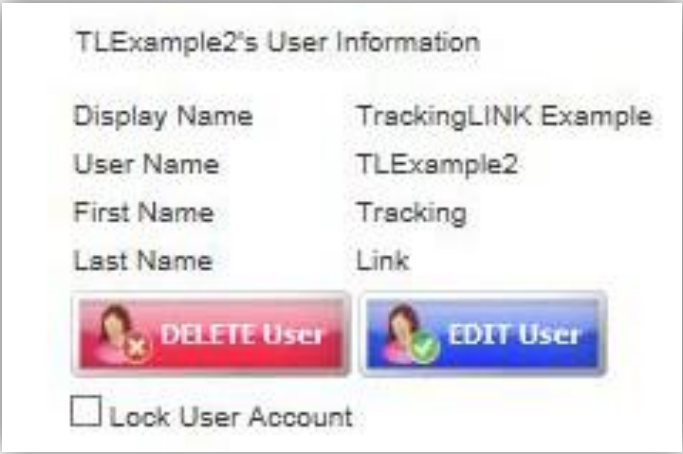 TLExample2's User Information
Display Name TrackingLINK Example
User Name TLExample2
First Name Tracking
Last Name Link
DELETE User EDIT User
Lock User Account